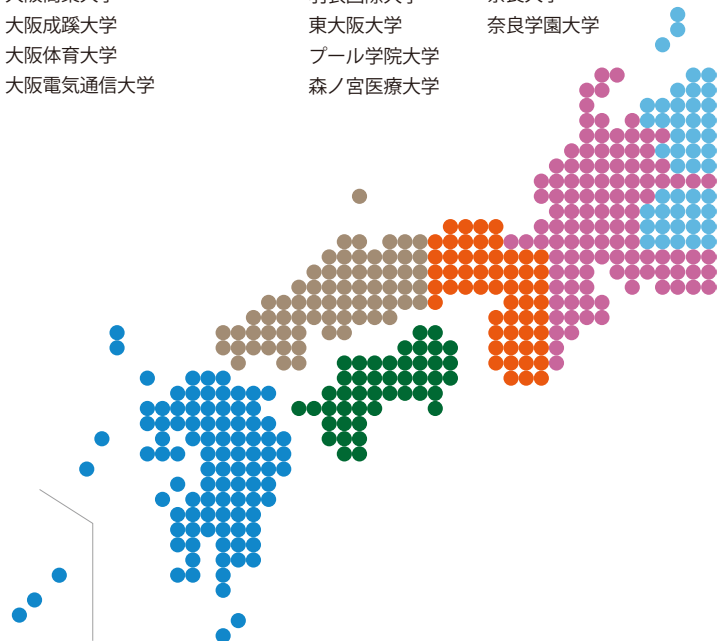 大阪成蹊大学
大阪体育大学
大阪電気通信大学
東大阪大学
プール学院大学
森ノ宮医療大学
奈良学園大学